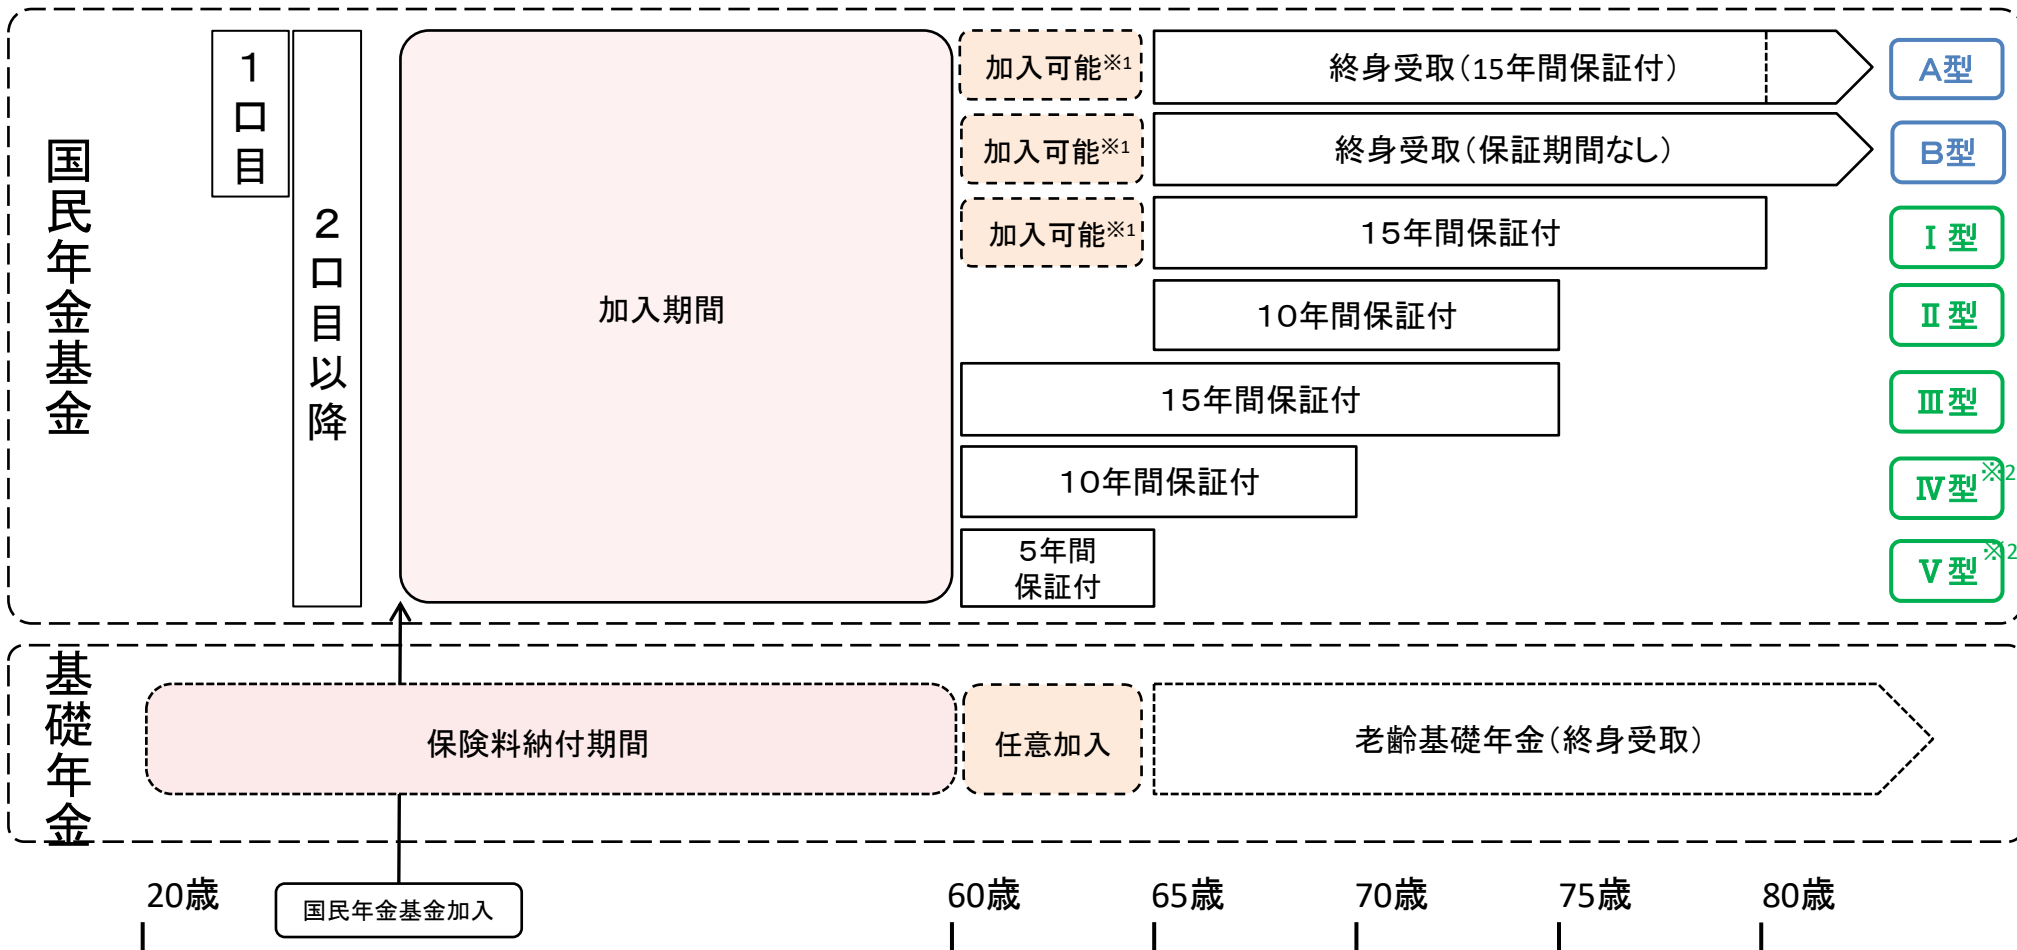 国民年金基金
1口目
2口目以降
加入期間
加入可能※1
終身受取（15年間保証付）
A型
加入可能※1
終身受取（保証期間なし）
B型
加入可能※1
15年間保証付
Ⅰ型
10年間保証付
Ⅱ型
15年間保証付
Ⅲ型
10年間保証付
Ⅳ型※2
5年間
保証付
Ⅴ型※2
基礎年金
保険料納付期間
任意加入
老齢基礎年金（終身受取）
20歳
国民年金基金加入
60歳
65歳
70歳
75歳
80歳